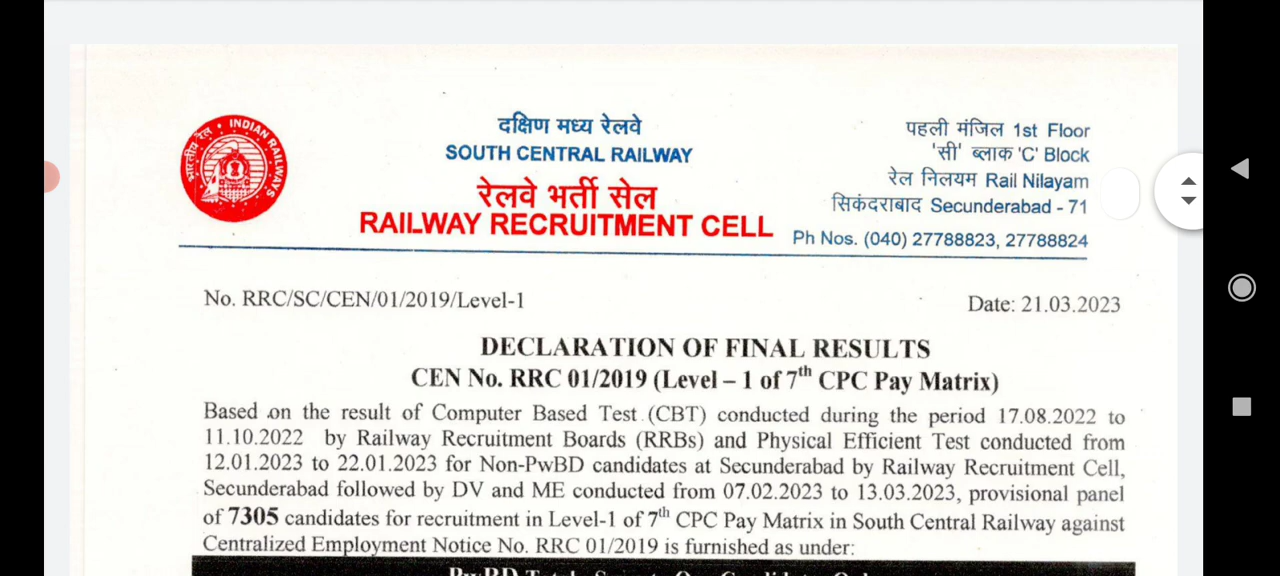 भारतीय रेल • INDIAN RAILWAYS
दक्षिण मध्य रेलवे
SOUTH CENTRAL RAILWAY
रेलवे भर्ती सेल
RAILWAY RECRUITMENT CELL
पहली मंजिल 1st Floor
'सी' ब्लाक 'C' Block
रेल निलयम Rail Nilayam
सिकंदराबाद Secunderabad - 71
Ph Nos. (040) 27788823, 27788824
No. RRC/SC/CEN/01/2019/Level-1
Date: 21.03.2023
DECLARATION OF FINAL RESULTS
CEN No. RRC 01/2019 (Level – 1 of 7th CPC Pay Matrix)
Based on the result of Computer Based Test (CBT) conducted during the period 17.08.2022 to
11.10.2022 by Railway Recruitment Boards (RRBs) and Physical Efficient Test conducted from
12.01.2023 to 22.01.2023 for Non-PwBD candidates at Secunderabad by Railway Recruitment Cell,
Secunderabad followed by DV and ME conducted from 07.02.2023 to 13.03.2023, provisional panel
of 7305 candidates for recruitment in Level-1 of 7th CPC Pay Matrix in South Central Railway against
Centralized Employment Notice No. RRC 01/2019 is furnished as under: